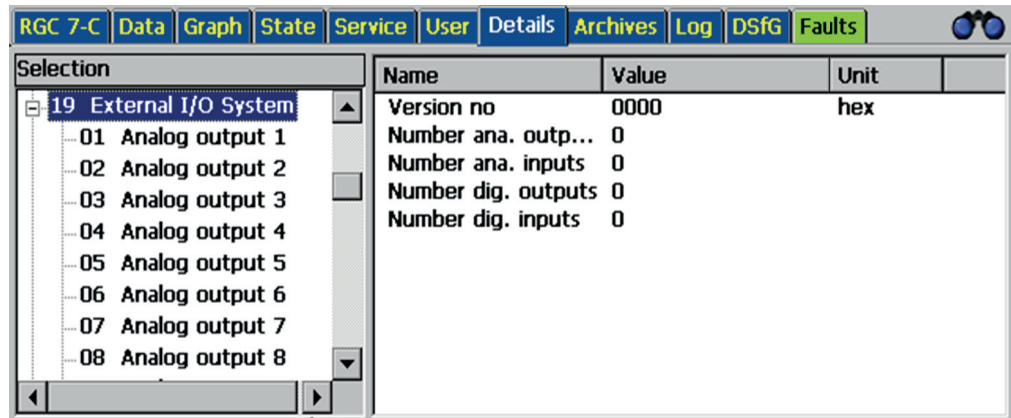 RGC 7-C Data Graph State Service User Details Archives Log DSfG Faults
Selection
19 External I/O System
01 Analog output 1
02 Analog output 2
03 Analog output 3
04 Analog output 4
05 Analog output 5
06 Analog output 6
07 Analog output 7
08 Analog output 8
Name Value Unit
Version no 0000 hex
Number ana. outp... 0
Number ana. inputs 0
Number dig. outputs 0
Number dig. inputs 0